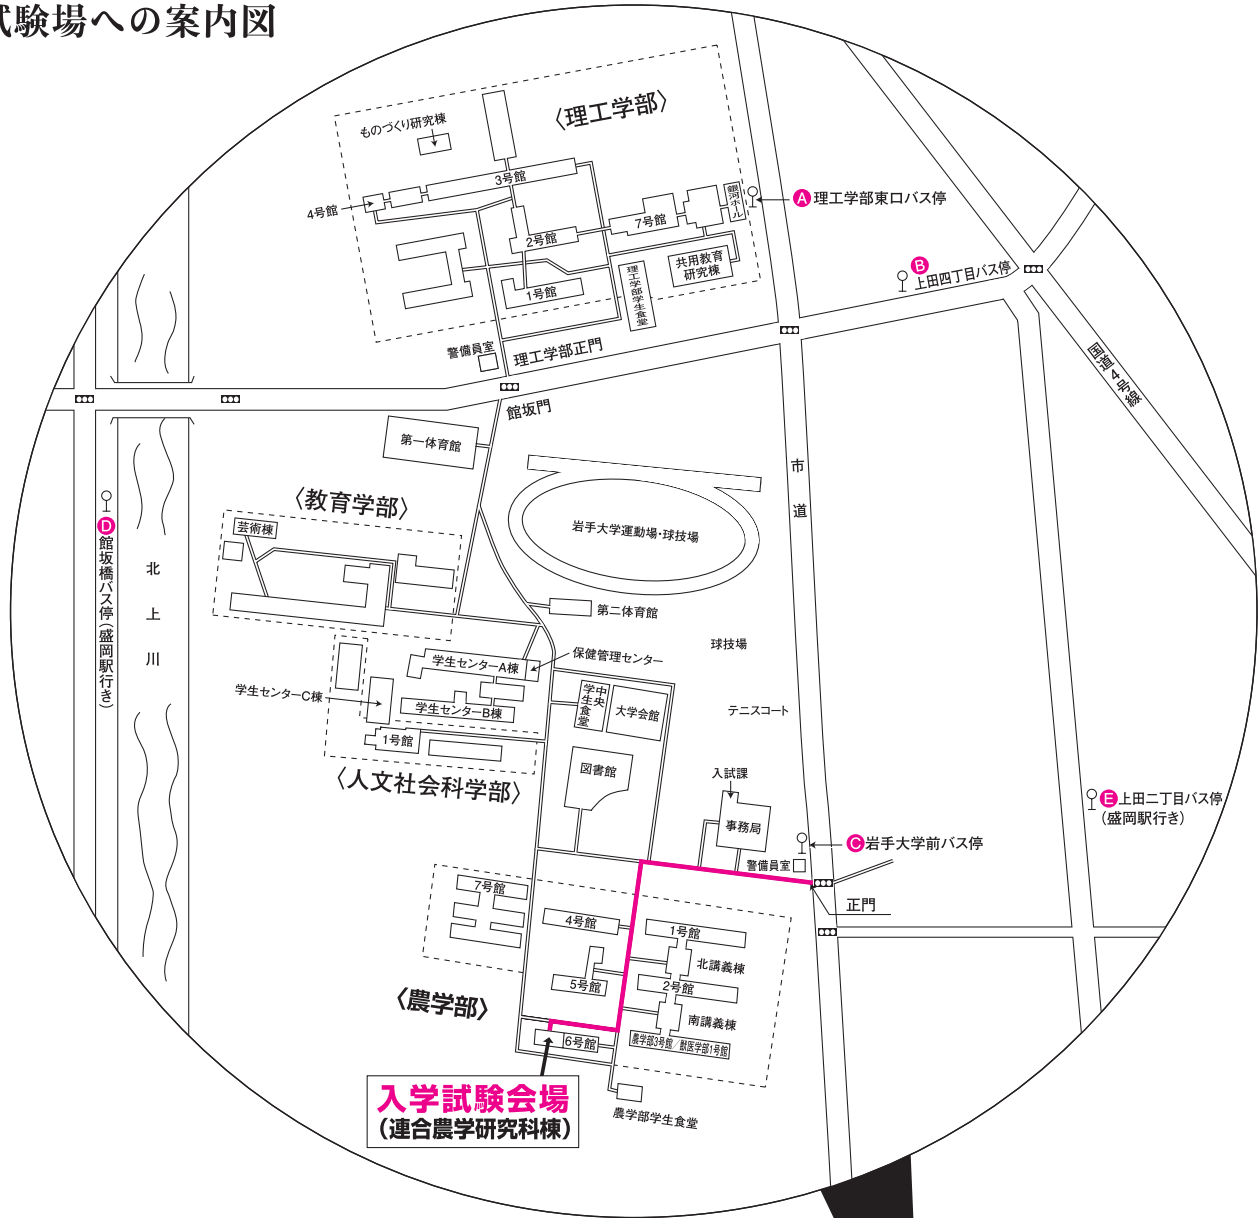 試験場への案内図
〈理工学部〉
ものづくり研究棟
3号館
4号館
銀河ホール
A 理工学部東口バス停
7号館
2号館
共用教育
研究棟
理工学部学生食堂
B
上田四丁目バス停
1号館
警備員室
理工学部正門
国道4号線
館坂門
第一体育館
市道
〈教育学部〉
芸術棟
岩手大学運動場・球技場
D 館坂橋バス停(盛岡駅行き)
北上川
第二体育館
球技場
保健管理センター
学生センターA棟
学生センターC棟
学生センターB棟
中央
学生食堂
大学会館
テニスコート
1号館
〈人文社会科学部〉
図書館
入試課
事務局
E 上田二丁目バス停
(盛岡駅行き)
C 岩手大学前バス停
警備員室
正門
7号館
4号館
1号館
北講義棟
5号館
2号館
〈農学部〉
南講義棟
6号館
農学部3号館/獣医学部1号館
入学試験会場
(連合農学研究科棟)
農学部学生食堂